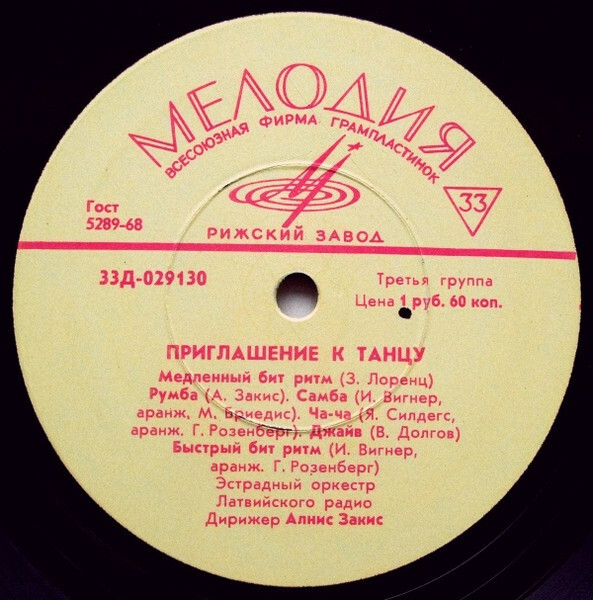 МЕЛОДИЯ
ВСЕСОЮЗНАЯ ФИРМА ГРАМПЛАСТИНОК
33
Гост
5289-68
РИЖСКИЙ ЗАВОД
33Д-029130
Третья группа
Цена 1 руб. 60 коп.
ПРИГЛАШЕНИЕ К ТАНЦУ
Медленный бит ритм (З. Лоренц)
Румба (А. Закис). Самба (И. Вигнер,
аранж. М. Бриедис). Ча-ча (Я. Силдегс,
аранж. Г. Розенберг). Джайв (В. Долгов)
Быстрый бит ритм (И. Вигнер,
аранж. Г. Розенберг)
Эстрадный оркестр
Латвийского радио
Дирижер Алнис Закис